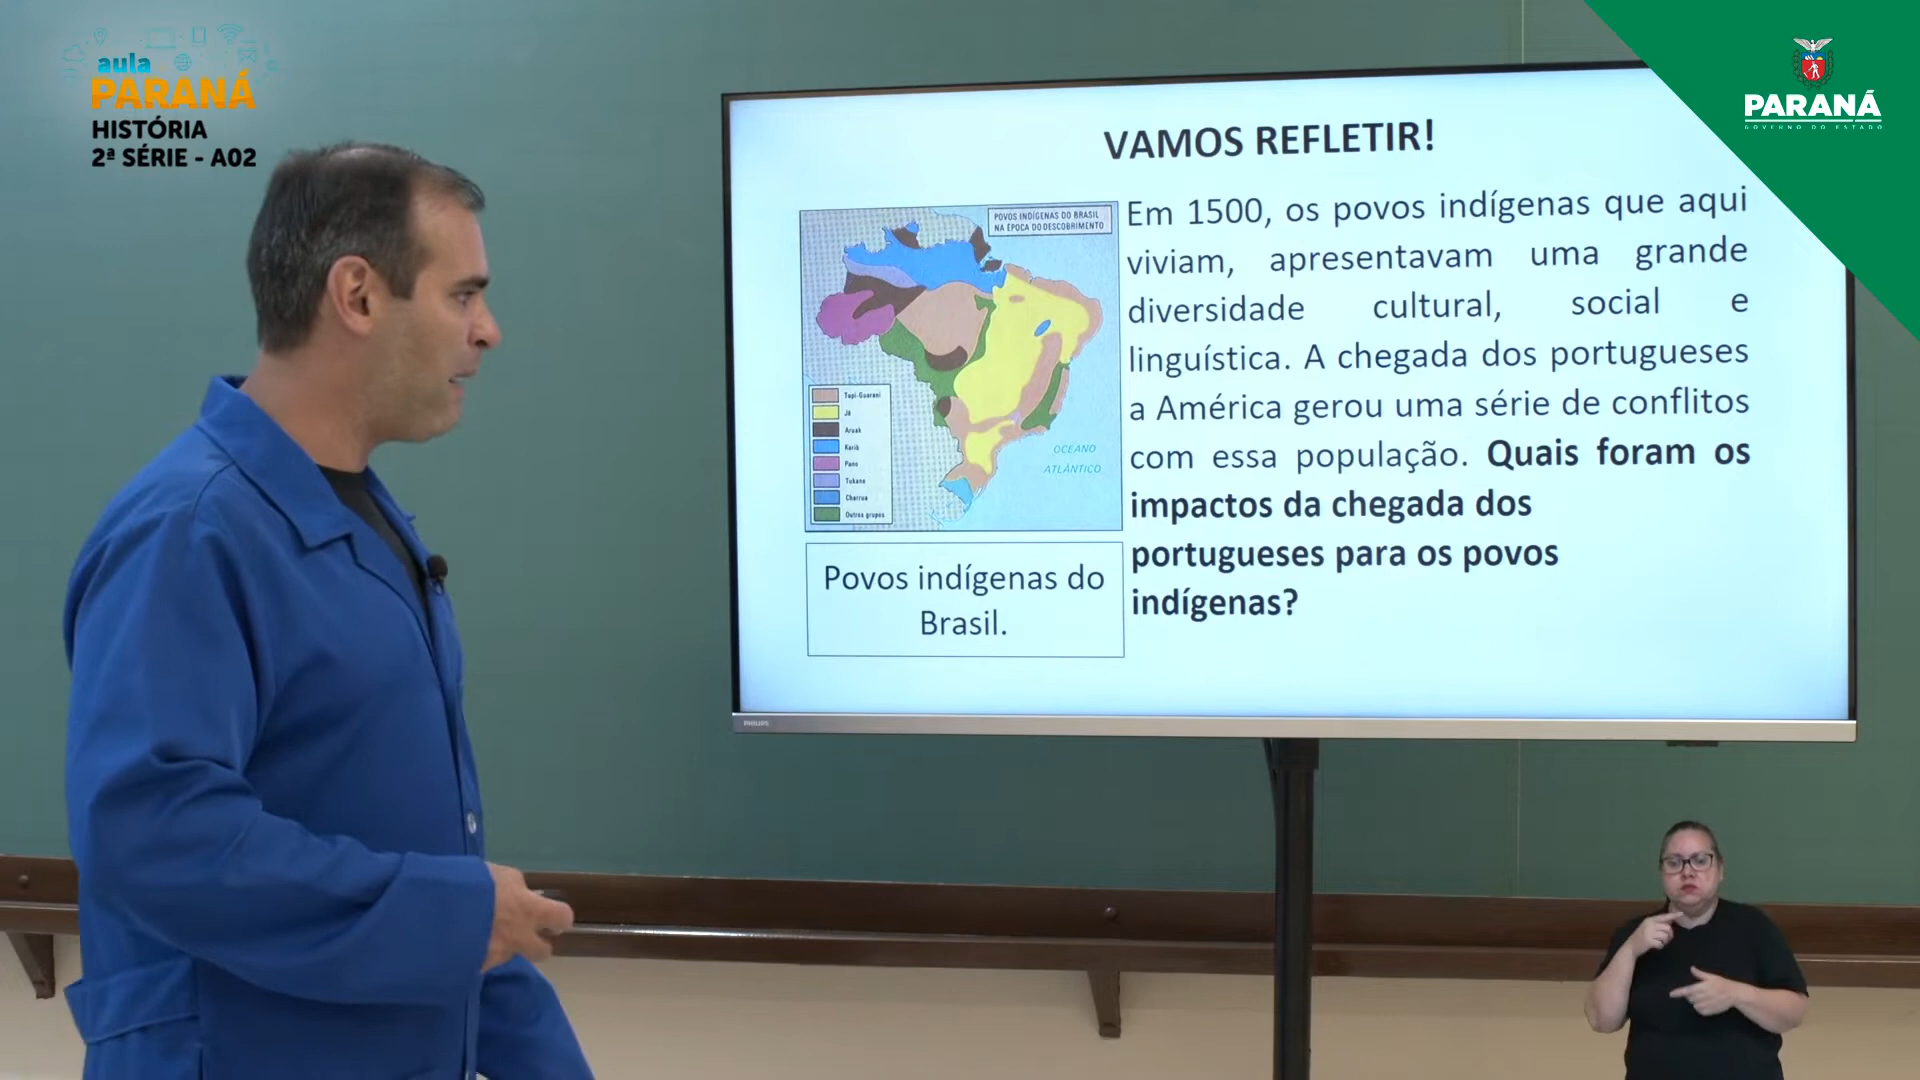 aula
PARANÁ
HISTÓRIA
2ª SÉRIE - A02
PARANÁ
GOVERNO DO ESTADO
VAMOS REFLETIR!
POVOS INDÍGENAS DO BRASIL
NA ÉPOCA DO DESCOBRIMENTO
Tupi-Guarani
Jê
Aruak
Karib
Pano
Tukano
Charrua
Outros grupos
OCEANO
ATLÂNTICO
Povos indígenas do
Brasil.
Em 1500, os povos indígenas que aqui
viviam, apresentavam uma grande
diversidade cultural, social e
linguística. A chegada dos portugueses
a América gerou uma série de conflitos
com essa população. Quais foram os
impactos da chegada dos
portugueses para os povos
indígenas?
PHILIPS